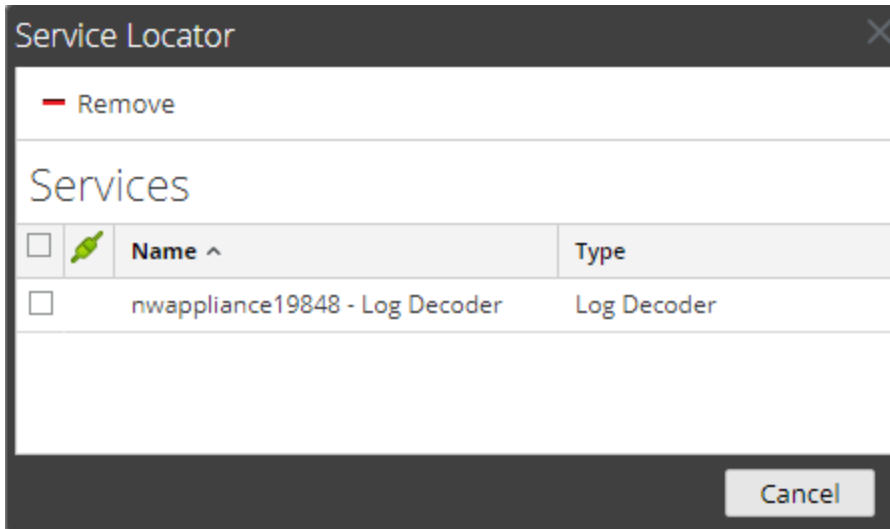 Service Locator
Remove
Services
Name Type
nwappliance19848 - Log Decoder Log Decoder
Cancel